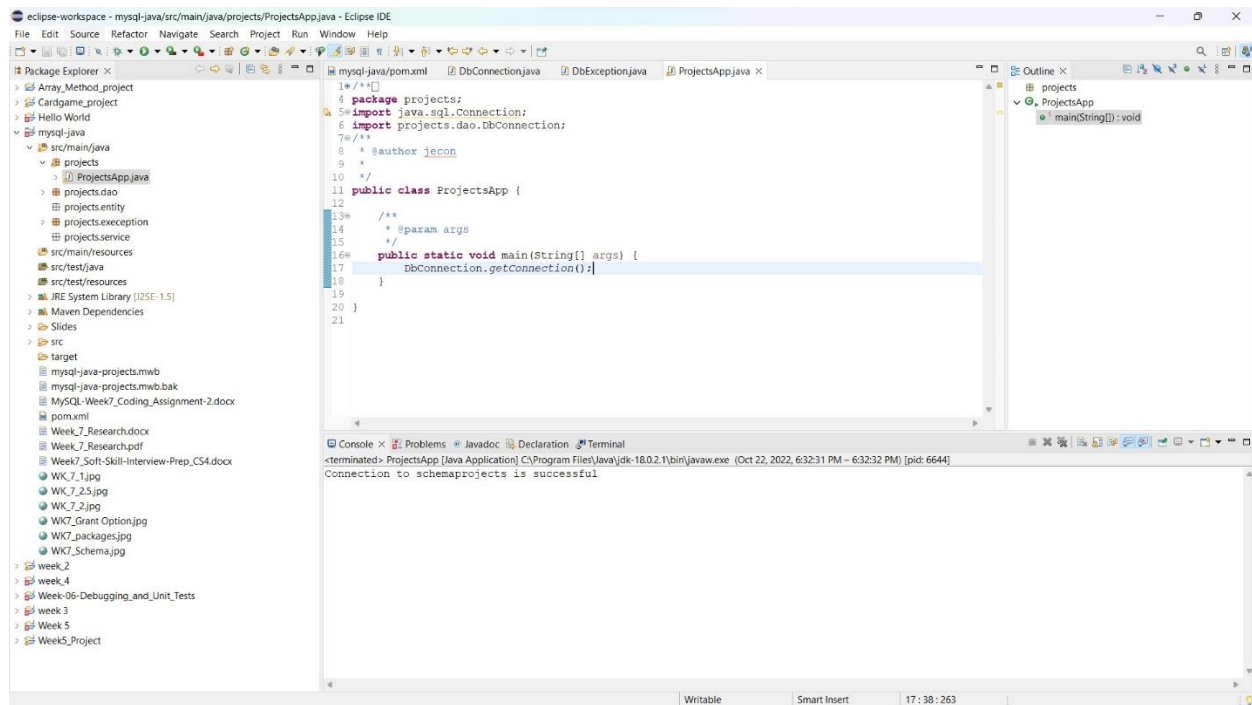 eclipse-workspace - mysql-java/src/main/java/projects/ProjectsApp.java - Eclipse IDE
File Edit Source Refactor Navigate Search Project Run Window Help
Package Explorer
Array_Method_project
Cardgame_project
Hello World
mysql-java
src/main/java
projects
ProjectsApp.java
projects.dao
projects.entity
projects.exeception
projects.service
src/main/resources
src/test/java
src/test/resources
JRE System Library [J2SE-1.5]
Maven Dependencies
Slides
src
target
mysql-java-projects.mwb
mysql-java-projects.mwb.bak
MySQL-Week7_Coding_Assignment-2.docx
pom.xml
Week_7_Research.docx
Week_7_Research.pdf
Week7_Soft-Skill-Interview-Prep_CS4.docx
WK_7_1.jpg
WK_7_2.5.jpg
WK_7_2.jpg
WK7_Grant Option.jpg
WK7_packages.jpg
WK7_Schema.jpg
week_2
week_4
Week-06-Debugging_and_Unit_Tests
week 3
Week 5
Week5_Project
mysql-java/pom.xml DbConnection.java DbException.java ProjectsApp.java
1 /**
4 package projects;
5 import java.sql.Connection;
6 import projects.dao.DbConnection;
7 /**
8 * @author jecon
9 *
10 */
11 public class ProjectsApp {
12
13 /**
14 * @param args
15 */
16 public static void main(String[] args) {
17 DbConnection.getConnection();
18 }
19
20 }
21
Outline
projects
ProjectsApp
main(String[]) : void
Console Problems Javadoc Declaration Terminal
<terminated> ProjectsApp [Java Application] C:\Program Files\Java\jdk-18.0.2.1\bin\javaw.exe (Oct 22, 2022, 6:32:31 PM – 6:32:32 PM) [pid: 6644]
Connection to schemaprojects is successful
Writable Smart Insert 17 : 38 : 263